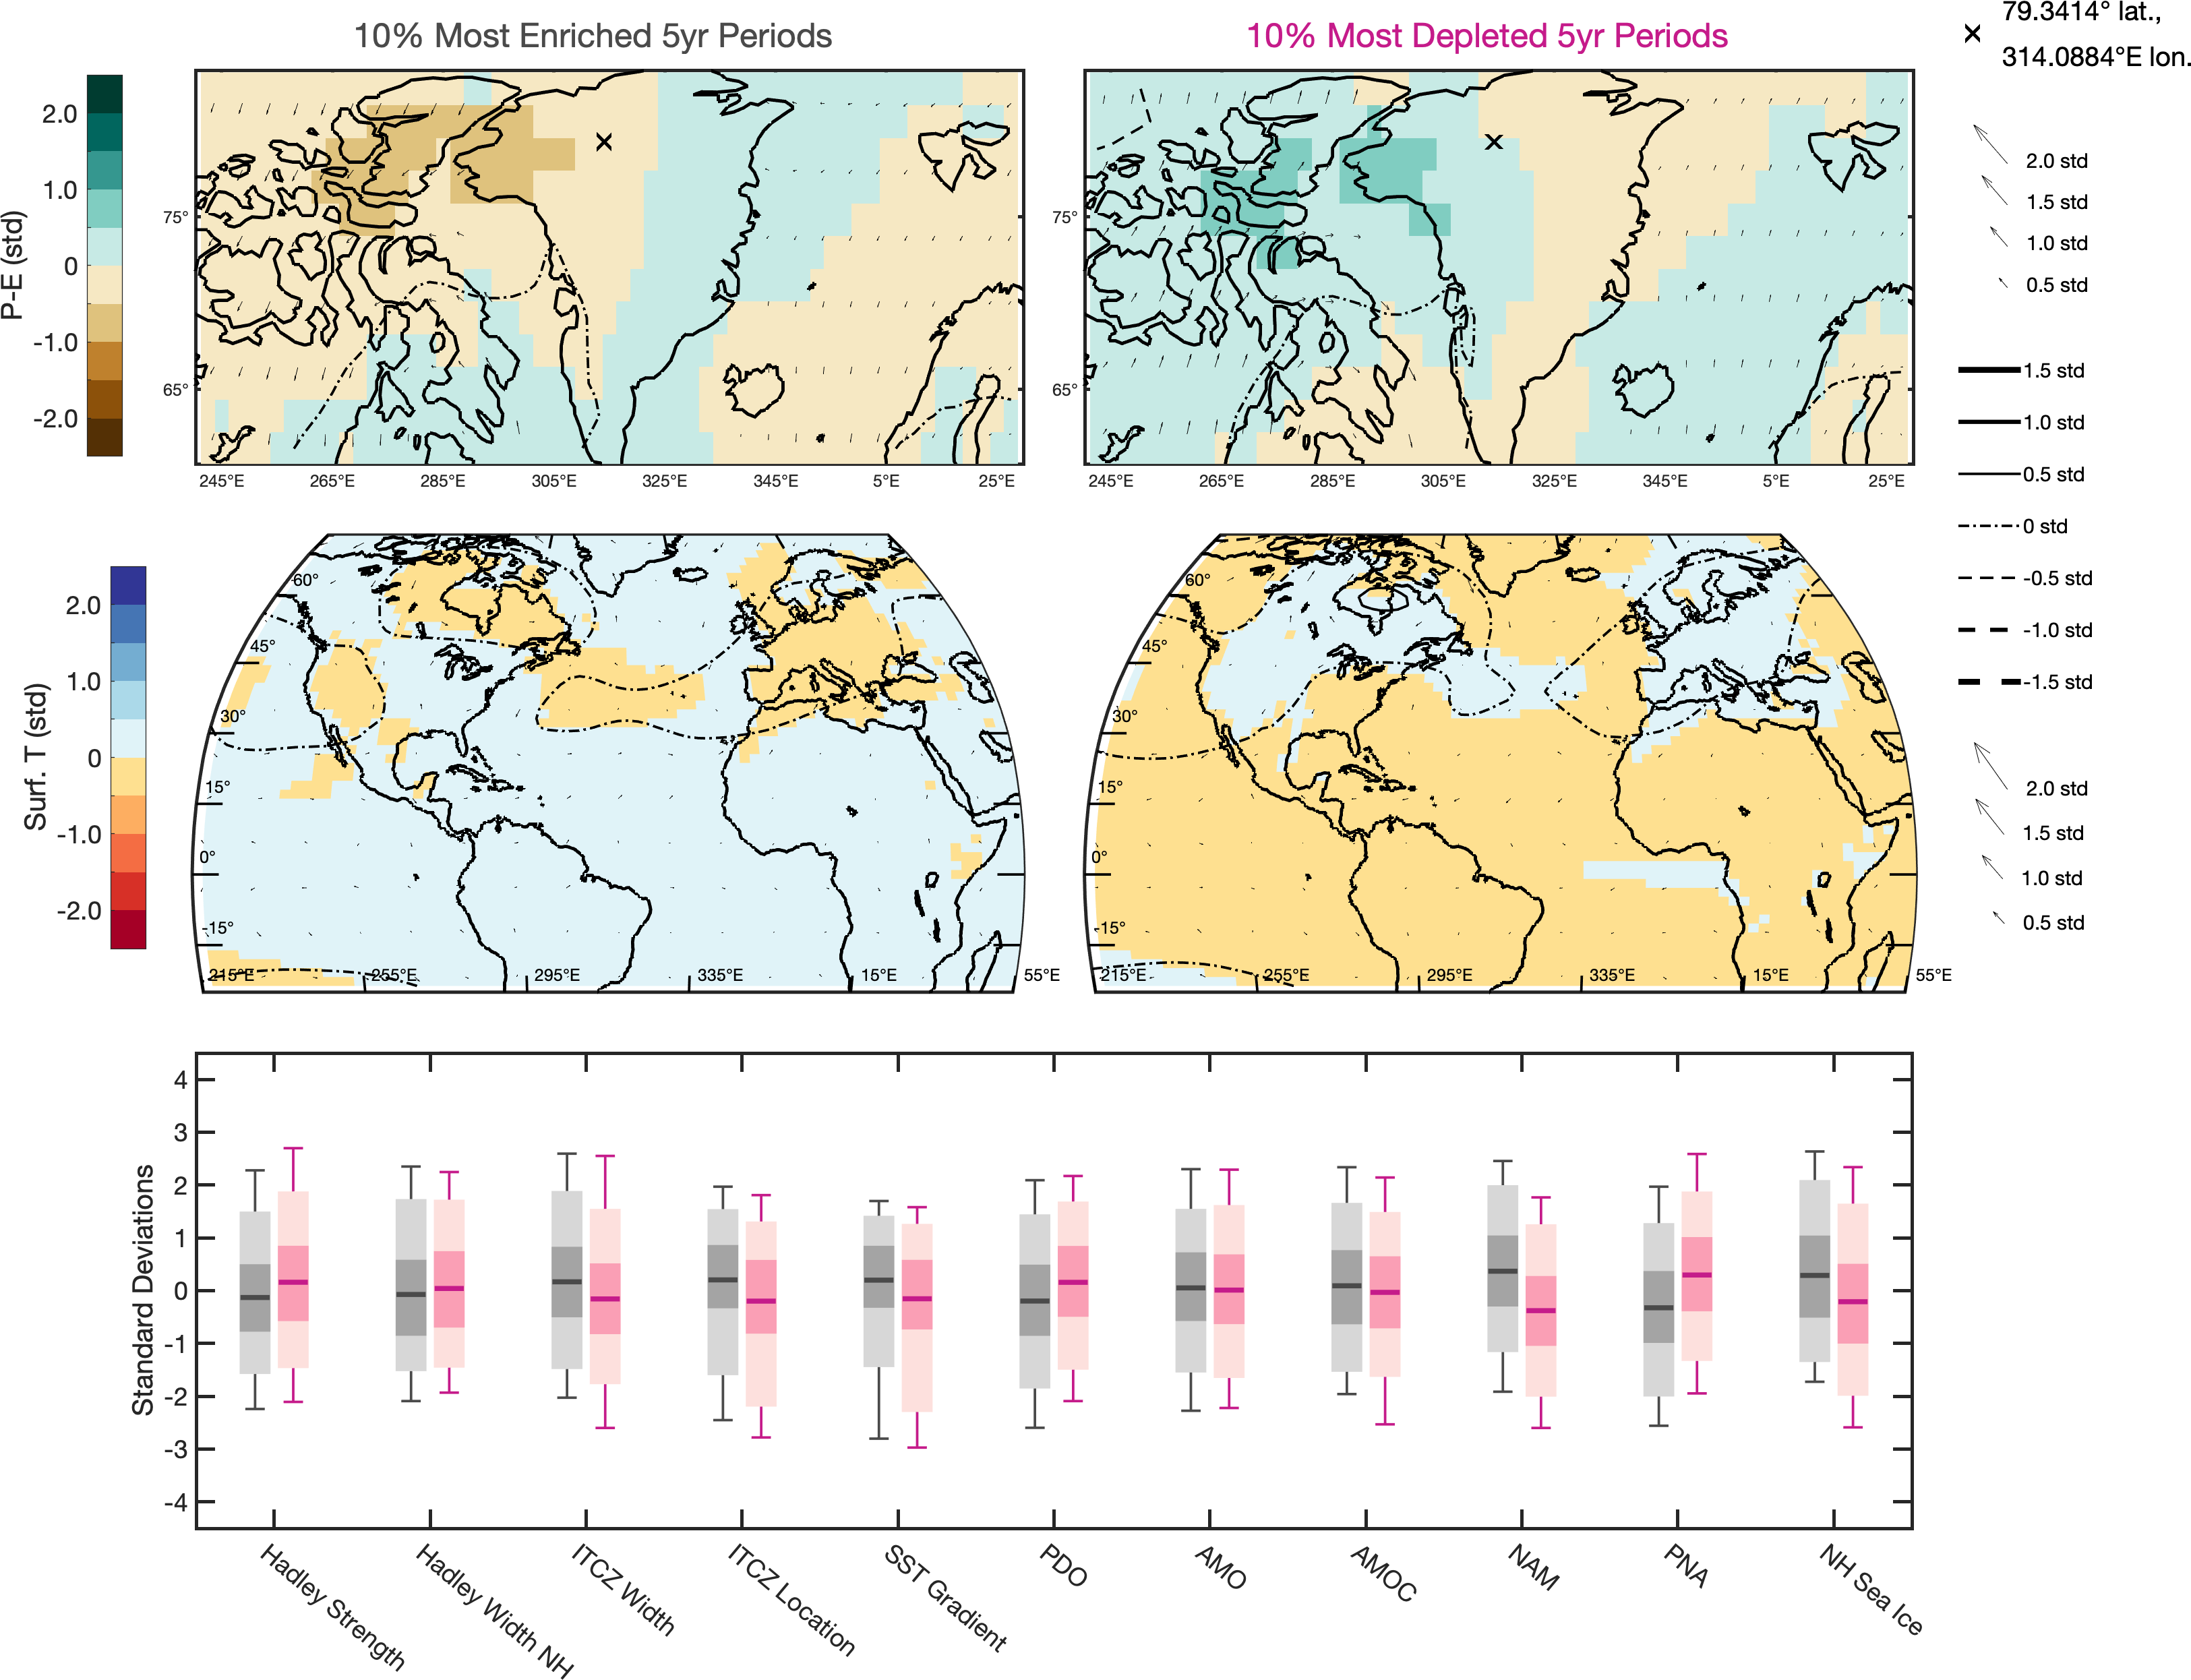 10% Most Enriched 5yr Periods
10% Most Depleted 5yr Periods
79.3414° lat.,
314.0884°E lon.
P-E (std)
2.0
1.0
0
-1.0
-2.0
75°
65°
245°E 265°E 285°E 305°E 325°E 345°E 5°E 25°E
75°
65°
245°E 265°E 285°E 305°E 325°E 345°E 5°E 25°E
2.0 std
1.5 std
1.0 std
0.5 std
1.5 std
1.0 std
0.5 std
0 std
-0.5 std
-1.0 std
-1.5 std
Surf. T (std)
2.0
1.0
0
-1.0
-2.0
60°
45°
30°
15°
0°
-15°
215°E 255°E 295°E 335°E 15°E 55°E
60°
45°
30°
15°
0°
-15°
215°E 255°E 295°E 335°E 15°E 55°E
2.0 std
1.5 std
1.0 std
0.5 std
Standard Deviations
4
3
2
1
0
-1
-2
-3
-4
Hadley Strength
Hadley Width NH
ITCZ Width
ITCZ Location
SST Gradient
PDO
AMO
AMOC
NAM
PNA
NH Sea Ice